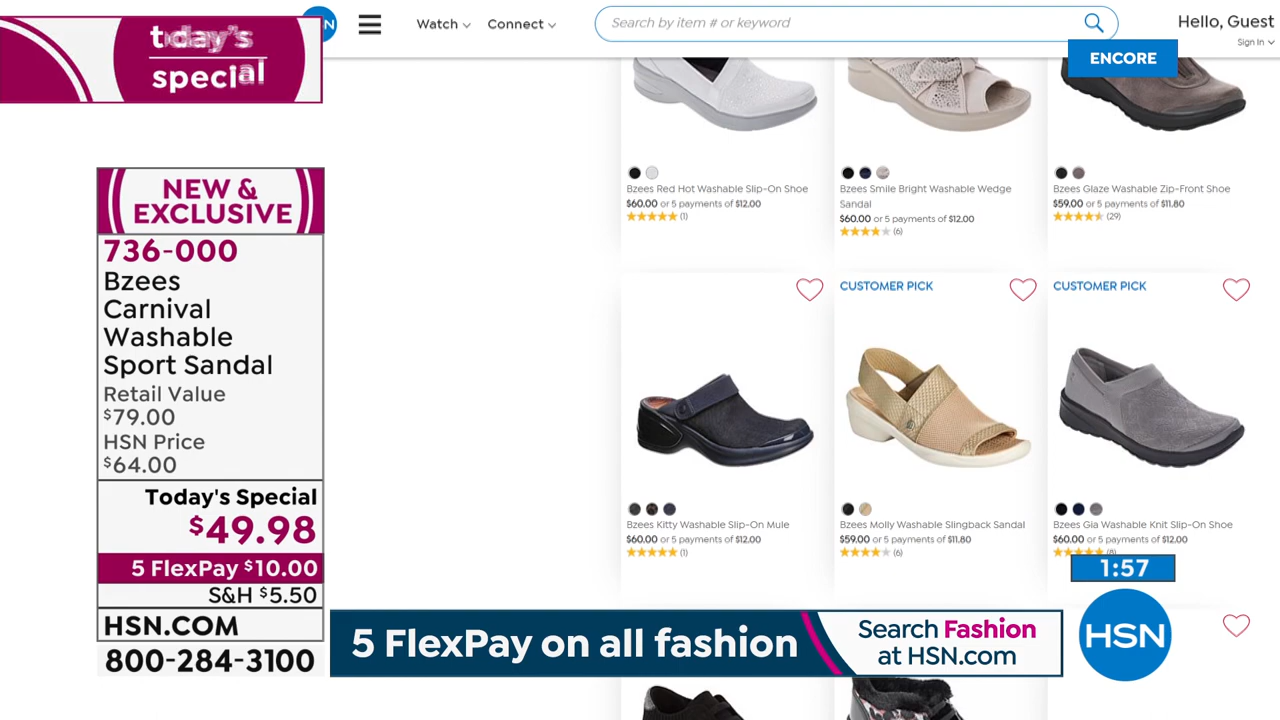 today's
special
N
Watch
Connect
Search by item # or keyword
Hello, Guest
Sign In
ENCORE
Bzees Red Hot Washable Slip-On Shoe
$60.00 or 5 payments of $12.00
(1)
Bzees Smile Bright Washable Wedge
Sandal
$60.00 or 5 payments of $12.00
(6)
Bzees Glaze Washable Zip-Front Shoe
$59.00 or 5 payments of $11.80
(29)
NEW &
EXCLUSIVE
736-000
Bzees
Carnival
Washable
Sport Sandal
Retail Value
$79.00
HSN Price
$64.00
Today's Special
$49.98
5 FlexPay $10.00
S&H $5.50
HSN.COM
800-284-3100
CUSTOMER PICK
CUSTOMER PICK
Bzees Kitty Washable Slip-On Mule
$60.00 or 5 payments of $12.00
(1)
Bzees Molly Washable Slingback Sandal
$59.00 or 5 payments of $11.80
(6)
Bzees Gia Washable Knit Slip-On Shoe
$60.00 or 5 payments of $12.00
(8)
1:57
5 FlexPay on all fashion
Search Fashion
at HSN.com
HSN